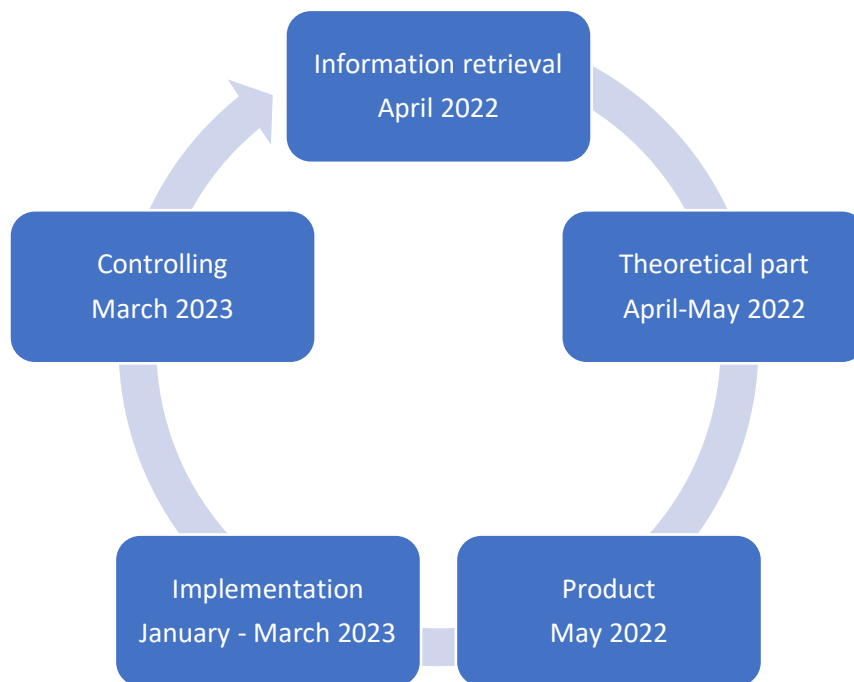 Information retrieval
April 2022
Theoretical part
April-May 2022
Product
May 2022
Implementation
January - March 2023
Controlling
March 2023